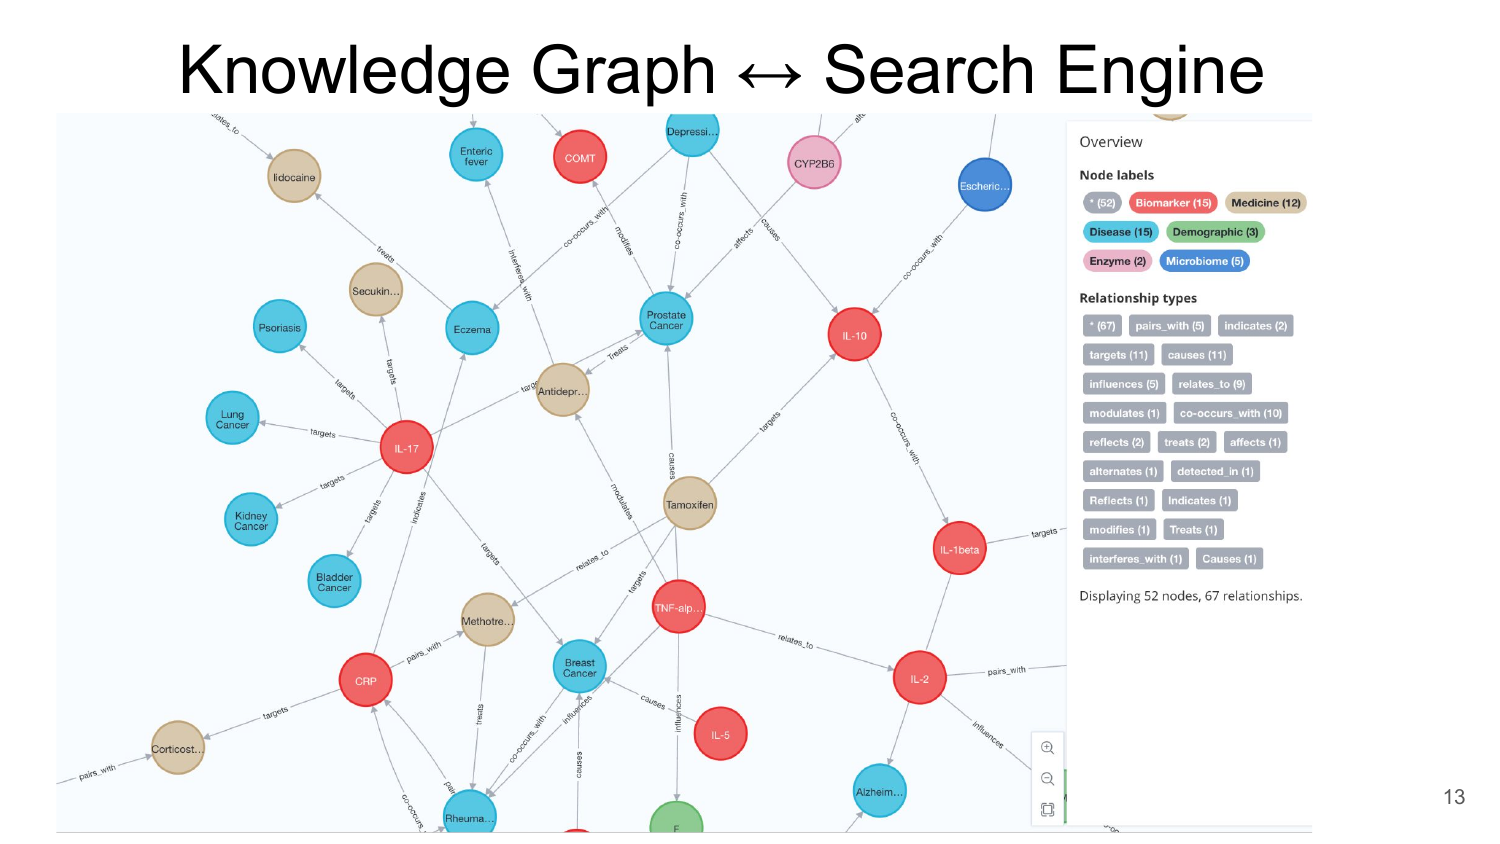 Knowledge Graph ↔ Search Engine
lidocaine
Enteric
fever
COMT
Depressi...
CYP2B6
Escheric...
treats
co-occurs_with
interferes_with
modifies
co-occurs_with
affects
causes
co-occurs_with
Secukin...
Psoriasis
Eczema
Prostate
Cancer
IL-10
targets
targets
Treats
Antidepr...
Lung
Cancer
targets
IL-17
targets
co-occurs_with
targets
targets
causes
Kidney
Cancer
indicates
modulates
Tamoxifen
targets
relates_to
targets
IL-1beta
targets
Bladder
Cancer
Methotre...
TNF-alp...
pairs_with
relates_to
Breast
Cancer
CRP
IL-2
pairs_with
targets
treats
co-occurs_with
influences
causes
influences
IL-5
influences
Corticost...
pairs_with
causes
Rheuma...
Alzheim...
Overview
Node labels
* (52) Biomarker (15) Medicine (12)
Disease (15) Demographic (3)
Enzyme (2) Microbiome (5)
Relationship types
* (67) pairs_with (5) indicates (2)
targets (11) causes (11)
influences (5) relates_to (9)
modulates (1) co-occurs_with (10)
reflects (2) treats (2) affects (1)
alternates (1) detected_in (1)
Reflects (1) Indicates (1)
modifies (1) Treats (1)
interferes_with (1) Causes (1)
Displaying 52 nodes, 67 relationships.
13